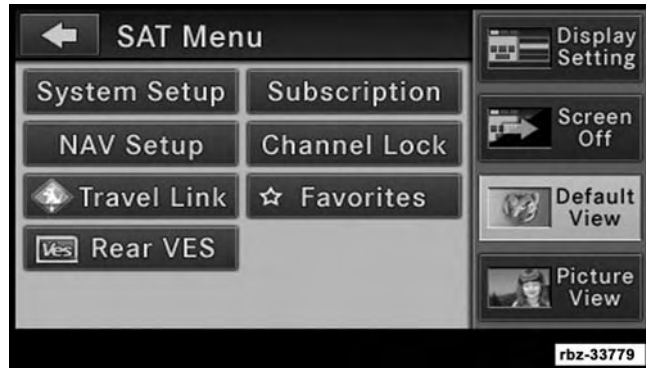 SAT Menu
System Setup
Subscription
NAV Setup
Channel Lock
Travel Link
☆ Favorites
Ves Rear VES
Display
Setting
Screen
Off
Default
View
Picture
View
rbz-33779